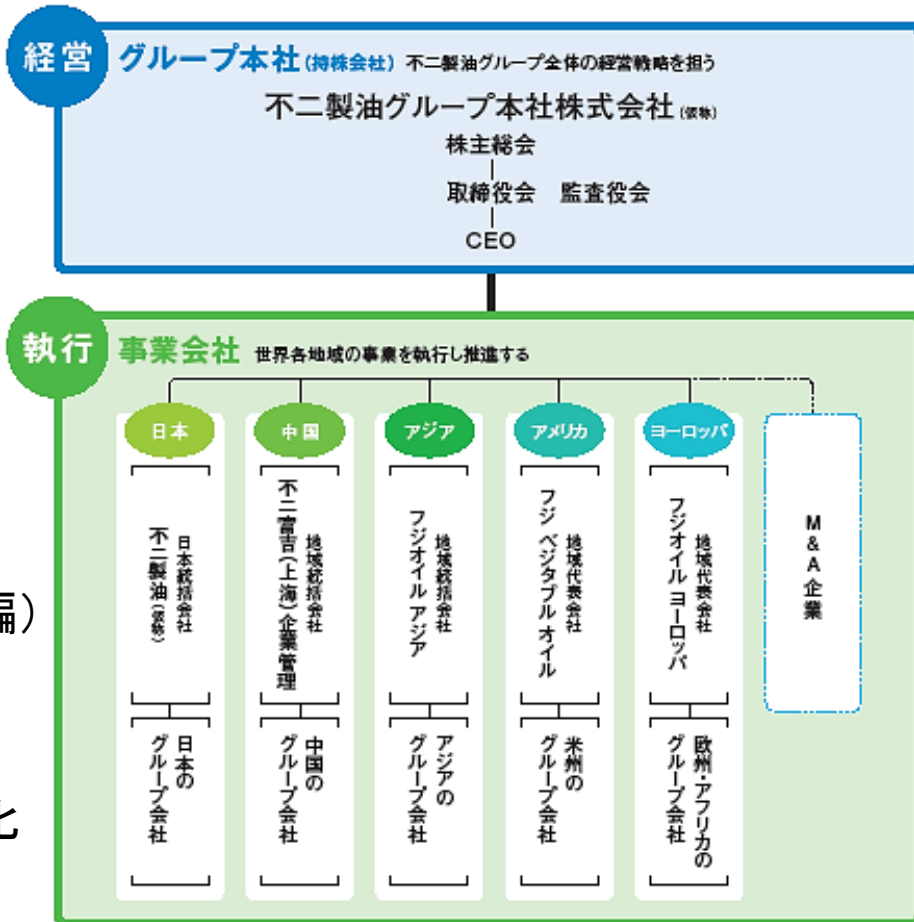 経営
グループ本社(持株会社) 不二製油グループ全体の経営戦略を担う
不二製油グループ本社株式会社(仮称)
株主総会
取締役会 監査役会
CEO
執行
事業会社 世界各地域の事業を執行し推進する
日本
日本統括会社
不二製油(仮称)
日本の
グループ会社
中国
地域統括会社
不二富吉(上海)企業管理
中国の
グループ会社
アジア
地域統括会社
フジオイル アジア
アジアの
グループ会社
アメリカ
地域代表会社
フジ ベジタブル オイル
米州の
グループ会社
ヨーロッパ
地域代表会社
フジオイル ヨーロッパ
欧州・アフリカの
グループ会社
M&A企業
編)
化